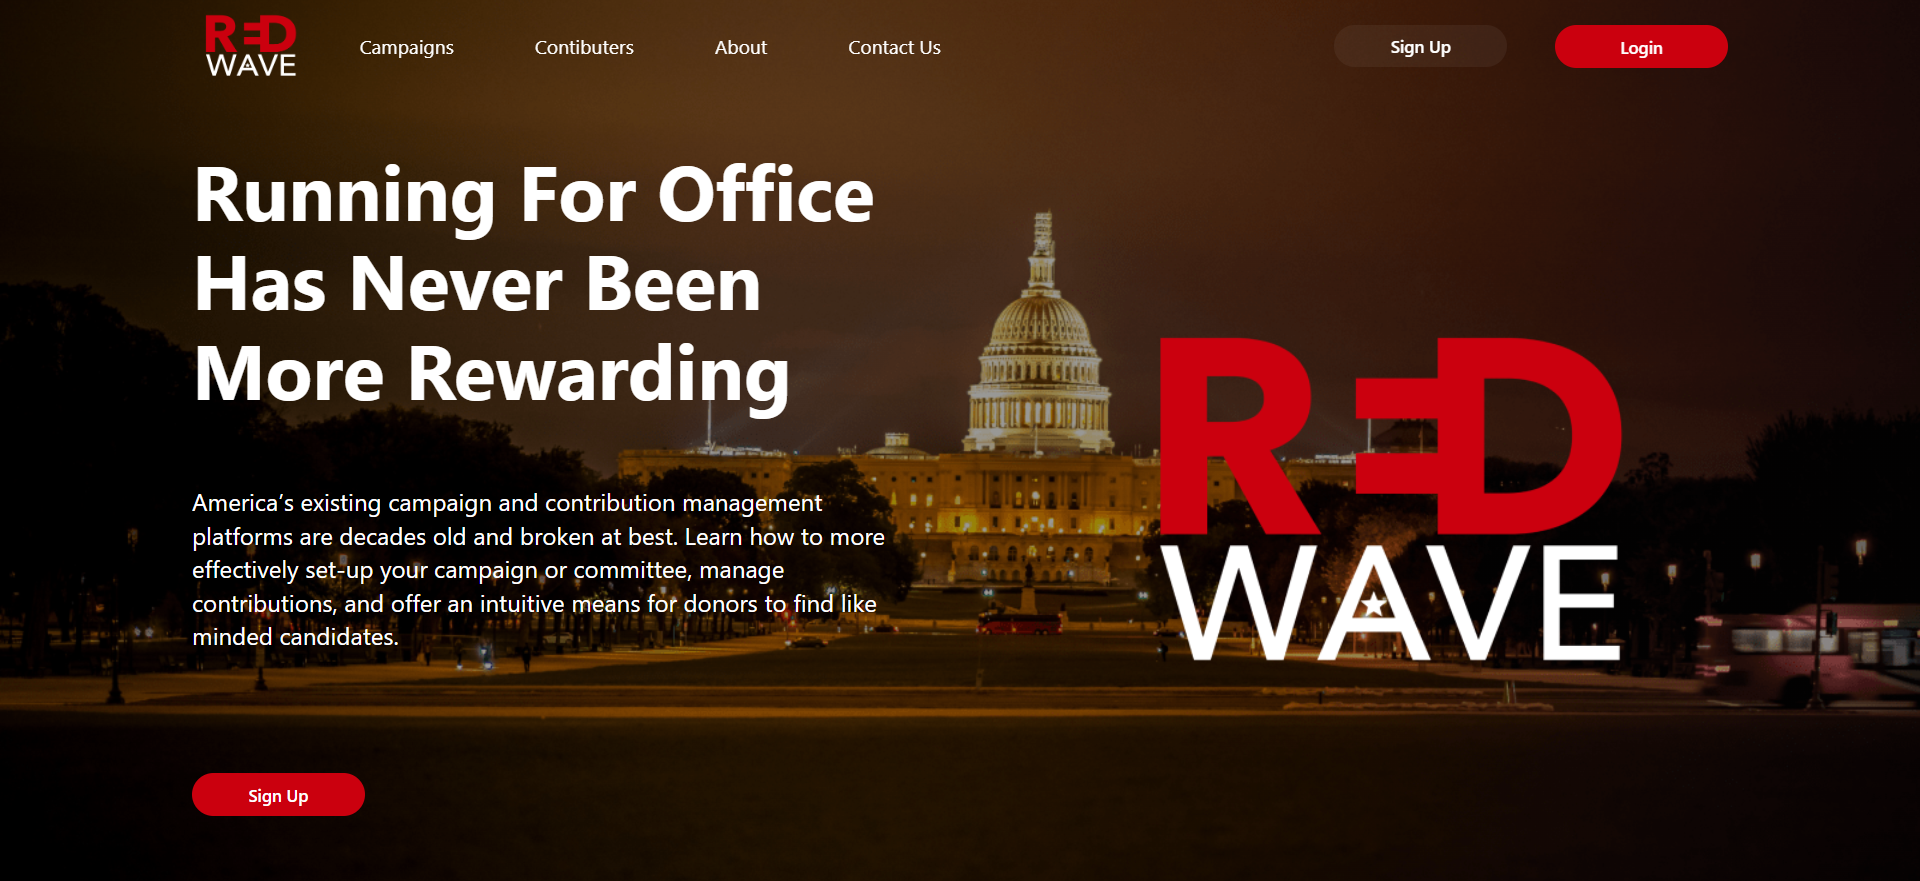 RED
WAVE
Campaigns
Contibuters
About
Contact Us
Sign Up
Login
Running For Office
Has Never Been
More Rewarding
America’s existing campaign and contribution management
platforms are decades old and broken at best. Learn how to more
effectively set-up your campaign or committee, manage
contributions, and offer an intuitive means for donors to find like
minded candidates.
RED
WAVE
Sign Up